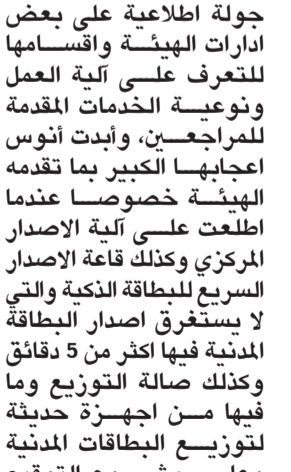 جولة اطلاعية على بعض
ادارات الهيئة واقسامها
للتعرف على آلية العمل
ونوعية الخدمات المقدمة
للمراجعين، وأبدت أنوس
اعجابها الكبير بما تقدمه
الهيئة خصوصا عندما
اطلعت على آلية الاصدار
المركزي وكذلك قاعة الاصدار
السريع للبطاقة الذكية والتي
لا يستغرق اصدار البطاقة
المدنية فيها اكثر من 5 دقائق
وكذلك صالة التوزيع وما
فيها من اجهزة حديثة
لتوزيع البطاقات المدنية